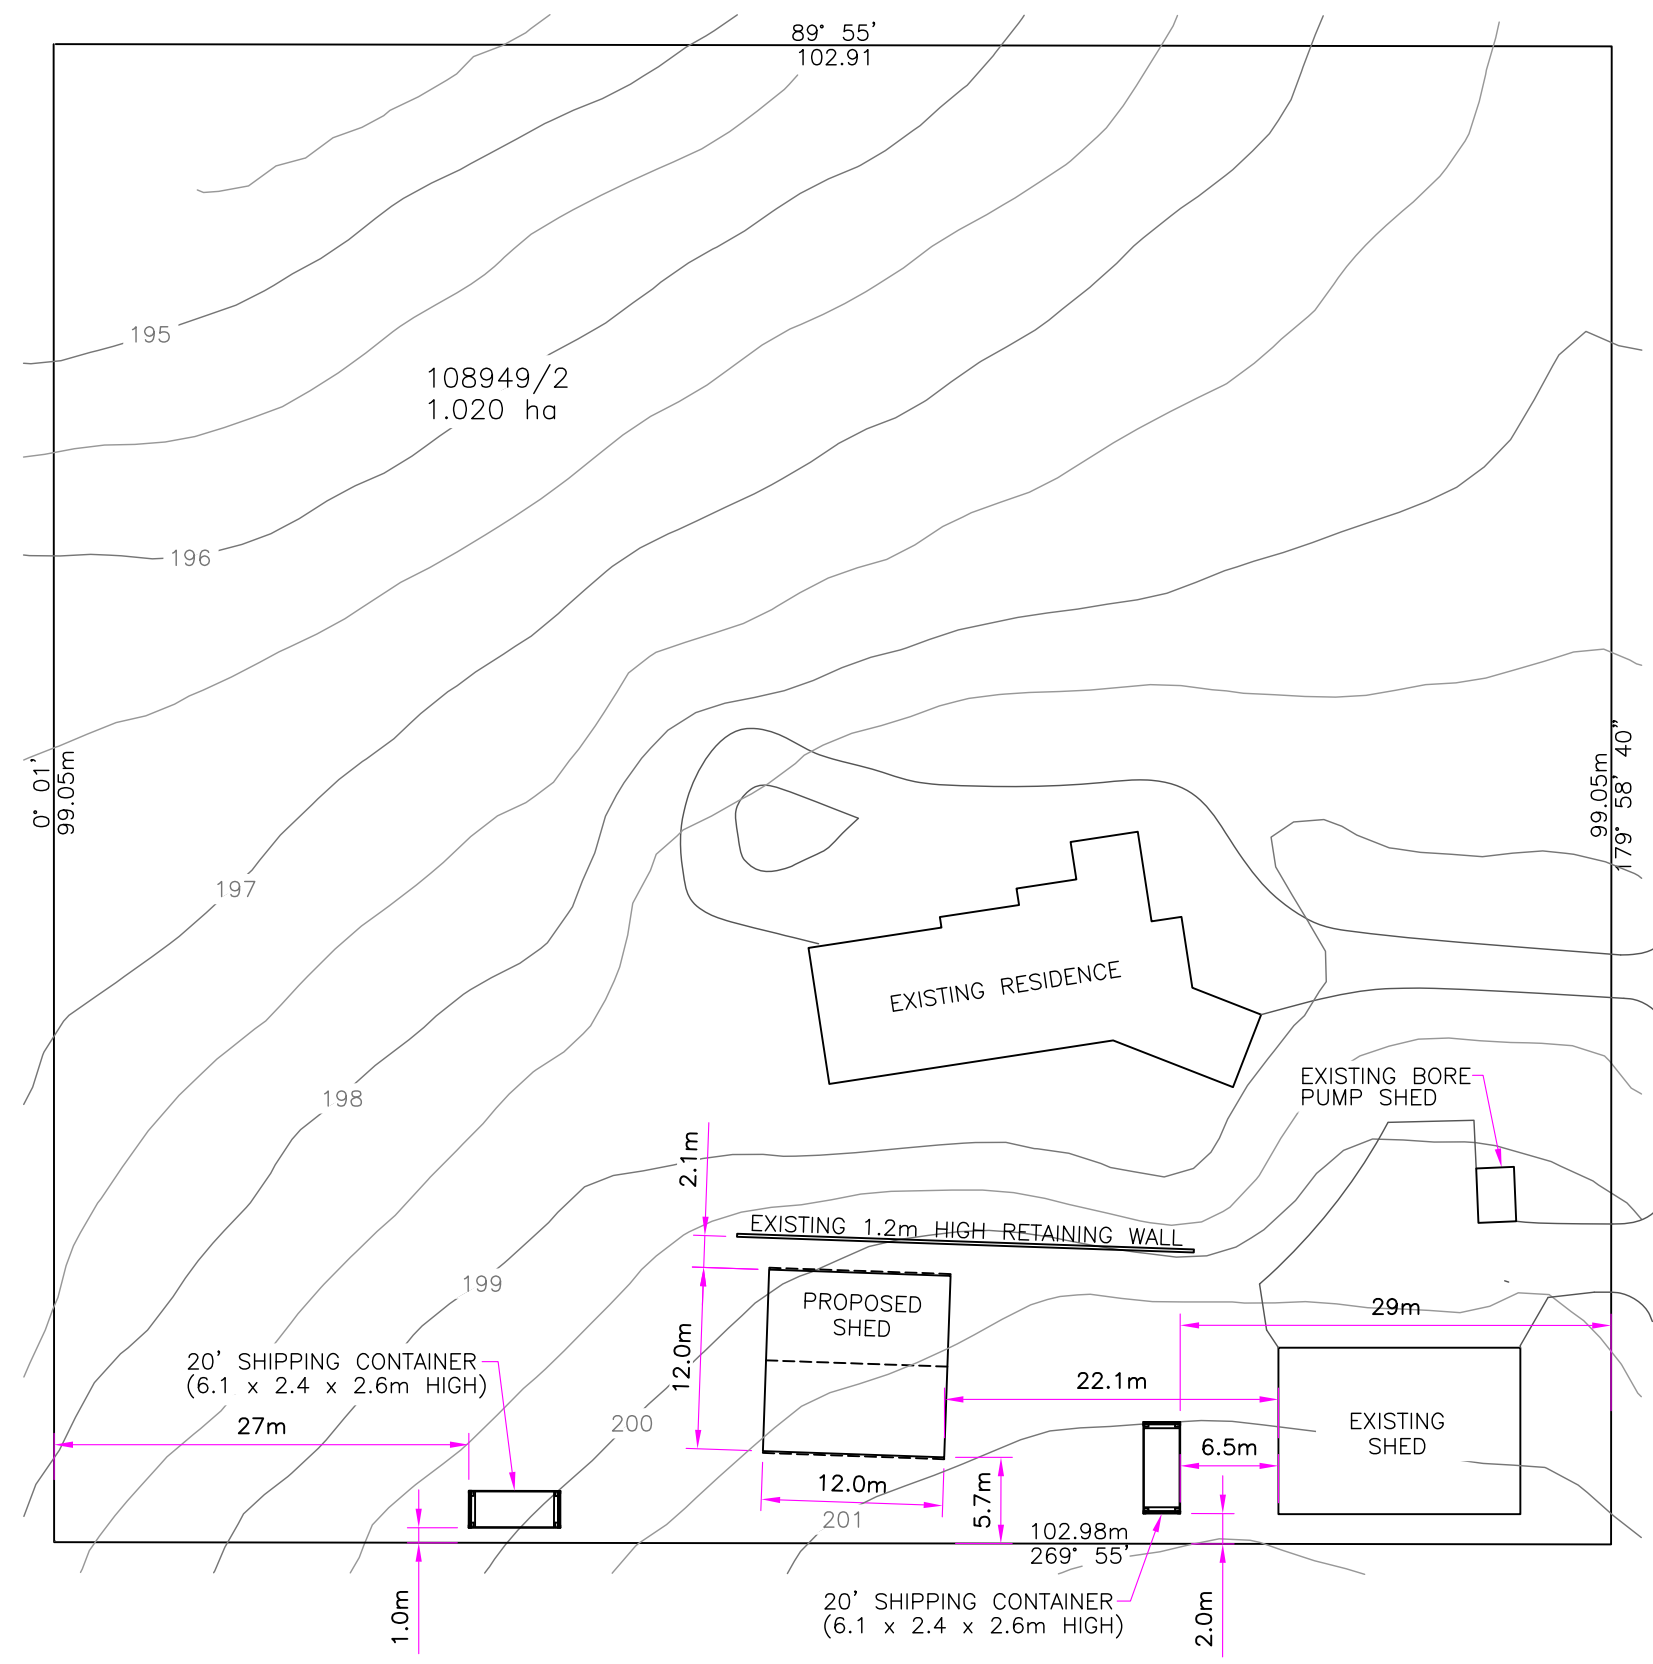 89° 55'
102.91
195
108949/2
1.020 ha
196
0° 01'
99.05m
99.05m
179° 58' 40"
197
EXISTING RESIDENCE
198
EXISTING BORE
PUMP SHED
2.1m
EXISTING 1.2m HIGH RETAINING WALL
199
PROPOSED
SHED
29m
12.0m
20' SHIPPING CONTAINER
(6.1 x 2.4 x 2.6m HIGH)
22.1m
27m
200
EXISTING
SHED
6.5m
12.0m
5.7m
201
102.98m
269° 55'
1.0m
20' SHIPPING CONTAINER
(6.1 x 2.4 x 2.6m HIGH)
2.0m